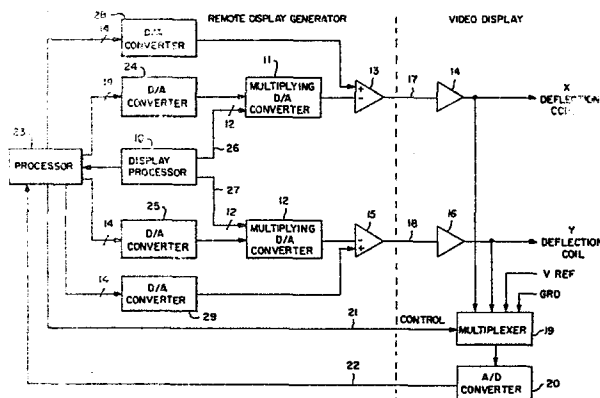 REMOTE DISPLAY GENERATOR
VIDEO DISPLAY
28
14
D/A
CONVERTER
24
14
D/A
CONVERTER
11
MULTIPLYING
D/A
CONVERTER
12
13
+
-
17
14
X
DEFLECTION
23
PROCESSOR
10
DISPLAY
PROCESSOR
26
27
25
14
D/A
CONVERTER
12
12
MULTIPLYING
D/A
CONVERTER
15
-
+
18
16
Y
DEFLECTION
COIL
14
D/A
CONVERTER
29
V REF
GRD
21
CONTROL
MULTIPLEXER
19
22
A/D
CONVERTER
20